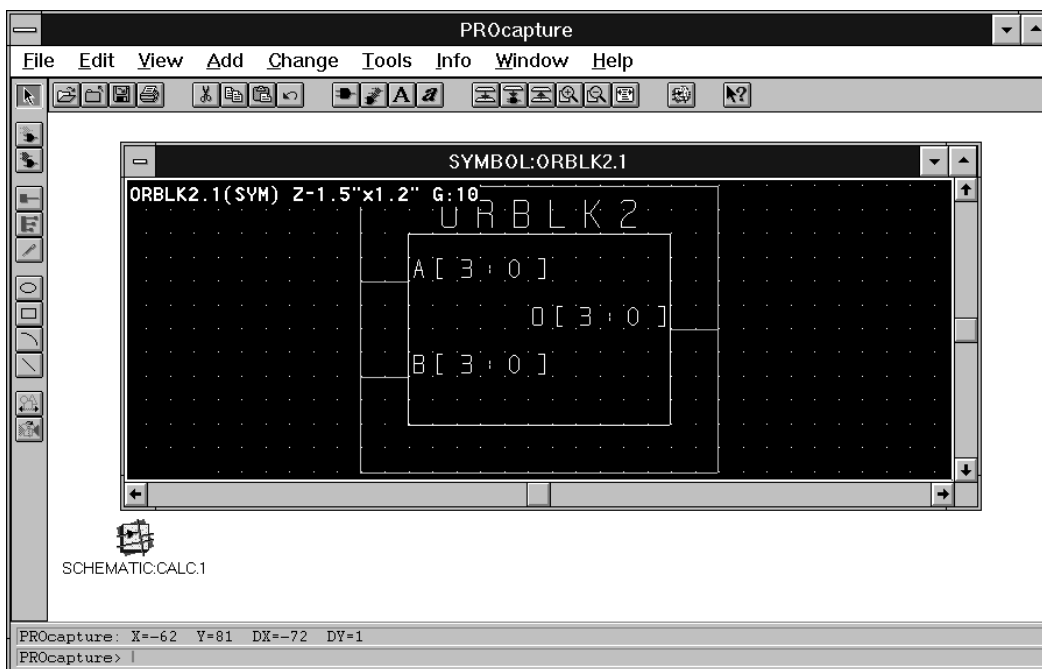 PROcapture
File Edit View Add Change Tools Info Window Help
SYMBOL:ORBLK2.1
ORBLK2.1(SYM) Z-1.5"x1.2" G:10
ORBLK2
A[3:0]
O[3:0]
B[3:0]
SCHEMATIC:CALC.1
PROcapture: X=-62 Y=81 DX=-72 DY=1
PROcapture>